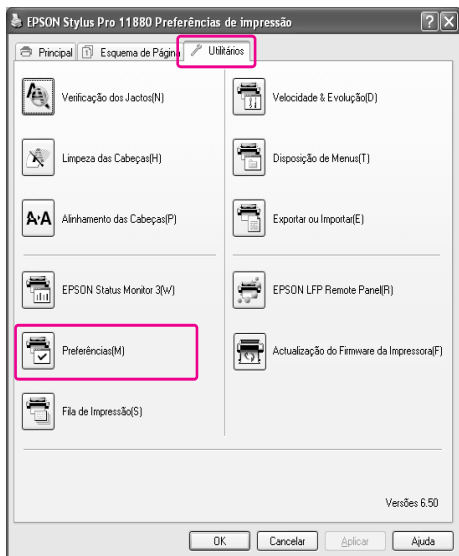 EPSON Stylus Pro 11880 Preferências de impressão
Principal
Esquema de Página
Utilitários
Verificação dos Jactos(N)
Velocidade & Evolução(D)
Limpeza das Cabeças(H)
Disposição de Menus(T)
Alinhamento das Cabeças(P)
Exportar ou Importar(E)
EPSON Status Monitor 3(W)
EPSON LFP Remote Panel(R)
Preferências(M)
Actualização do Firmware da Impressora(F)
Fila de Impressão(S)
Versões 6.50
OK
Cancelar
Aplicar
Ajuda